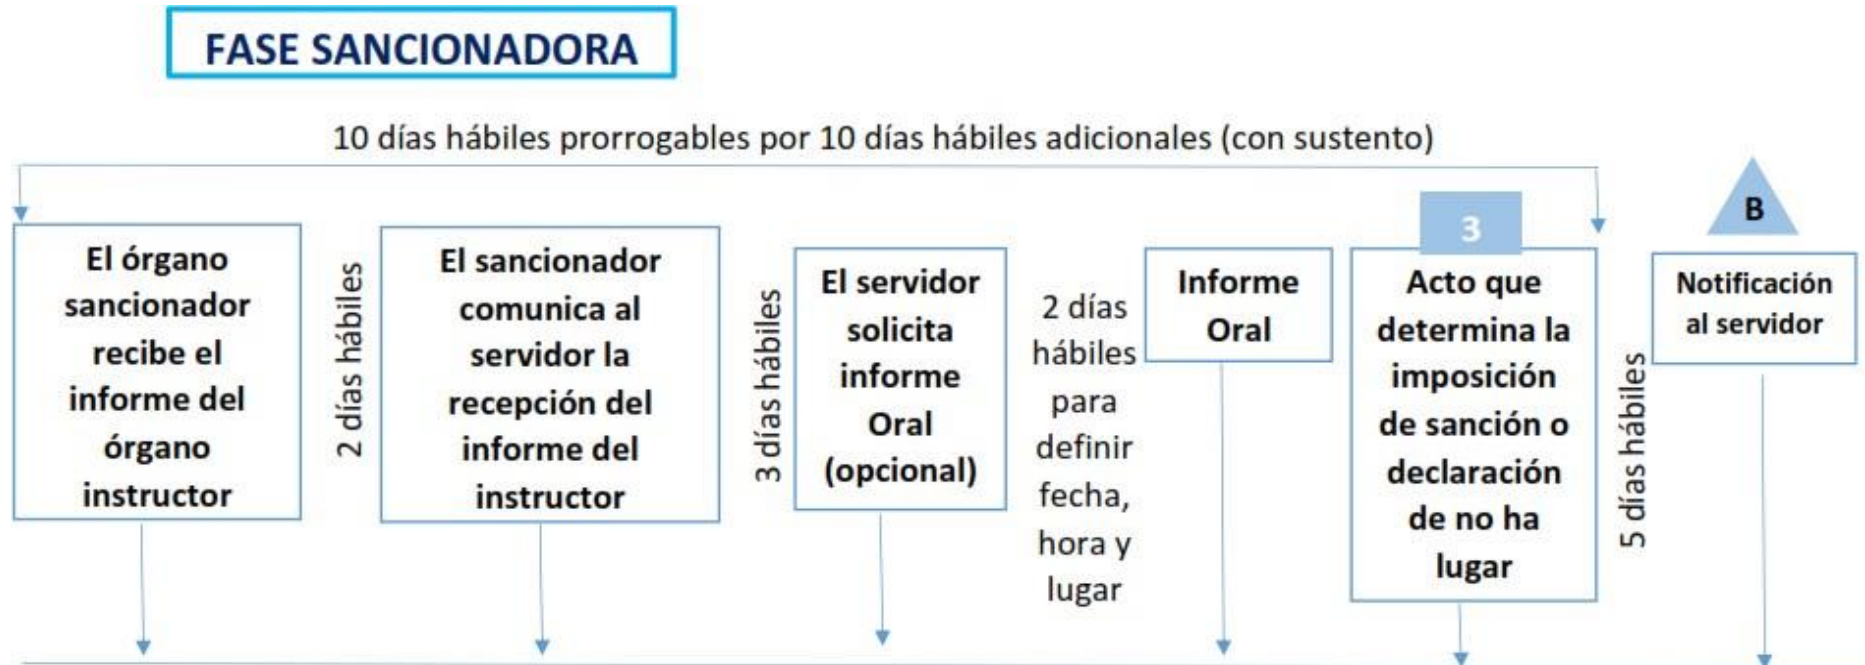 FASE SANCIONADORA
10 días hábiles prorrogables por 10 días hábiles adicionales (con sustento)
El órgano
sancionador
recibe el
informe del
órgano
instructor
2 días hábiles
El sancionador
comunica al
servidor la
recepción del
informe del
instructor
3 días hábiles
El servidor
solicita
informe
Oral
(opcional)
2 días
hábiles
para
definir
fecha,
hora y
lugar
Informe
Oral
3
Acto que
determina la
imposición
de sanción o
declaración
de no ha
lugar
5 días hábiles
B
Notificación
al servidor